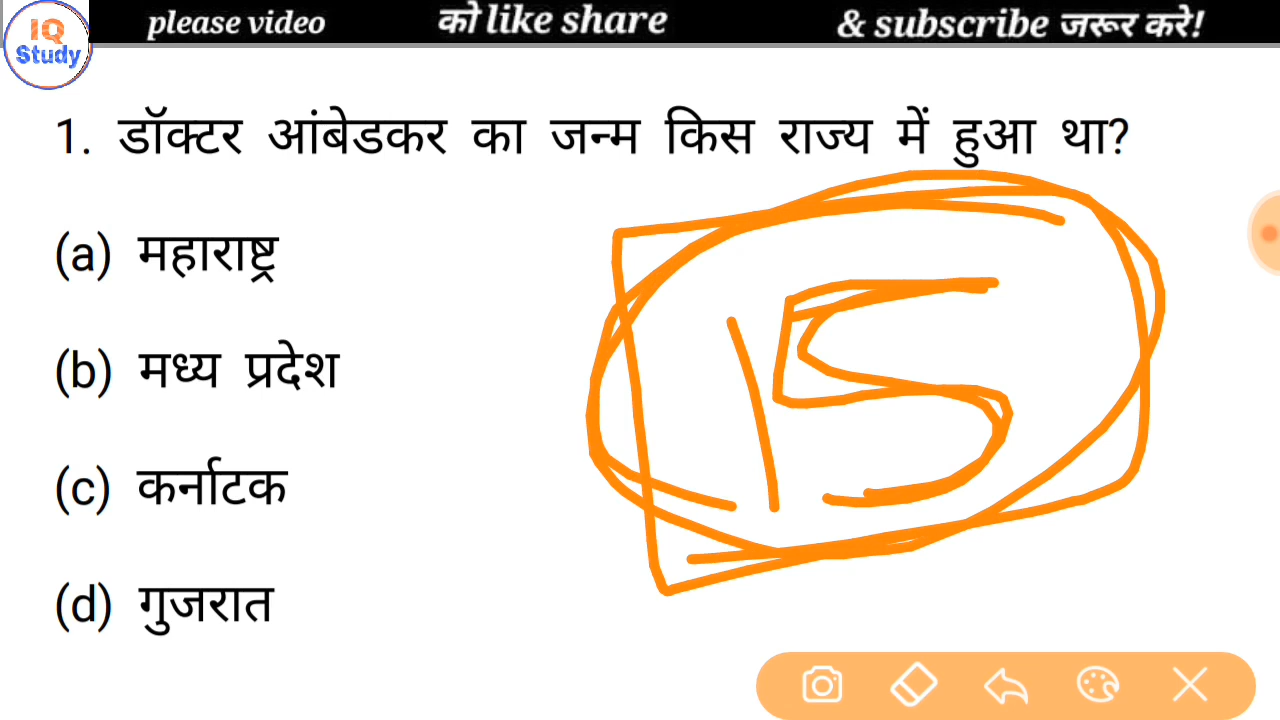 please video को like share & subscribe जरूर करे!
IQ
Study
1. डॉक्टर आंबेडकर का जन्म किस राज्य में हुआ था?
(a) महाराष्ट्र
(b) मध्य प्रदेश
15
(c) कर्नाटक
(d) गुजरात